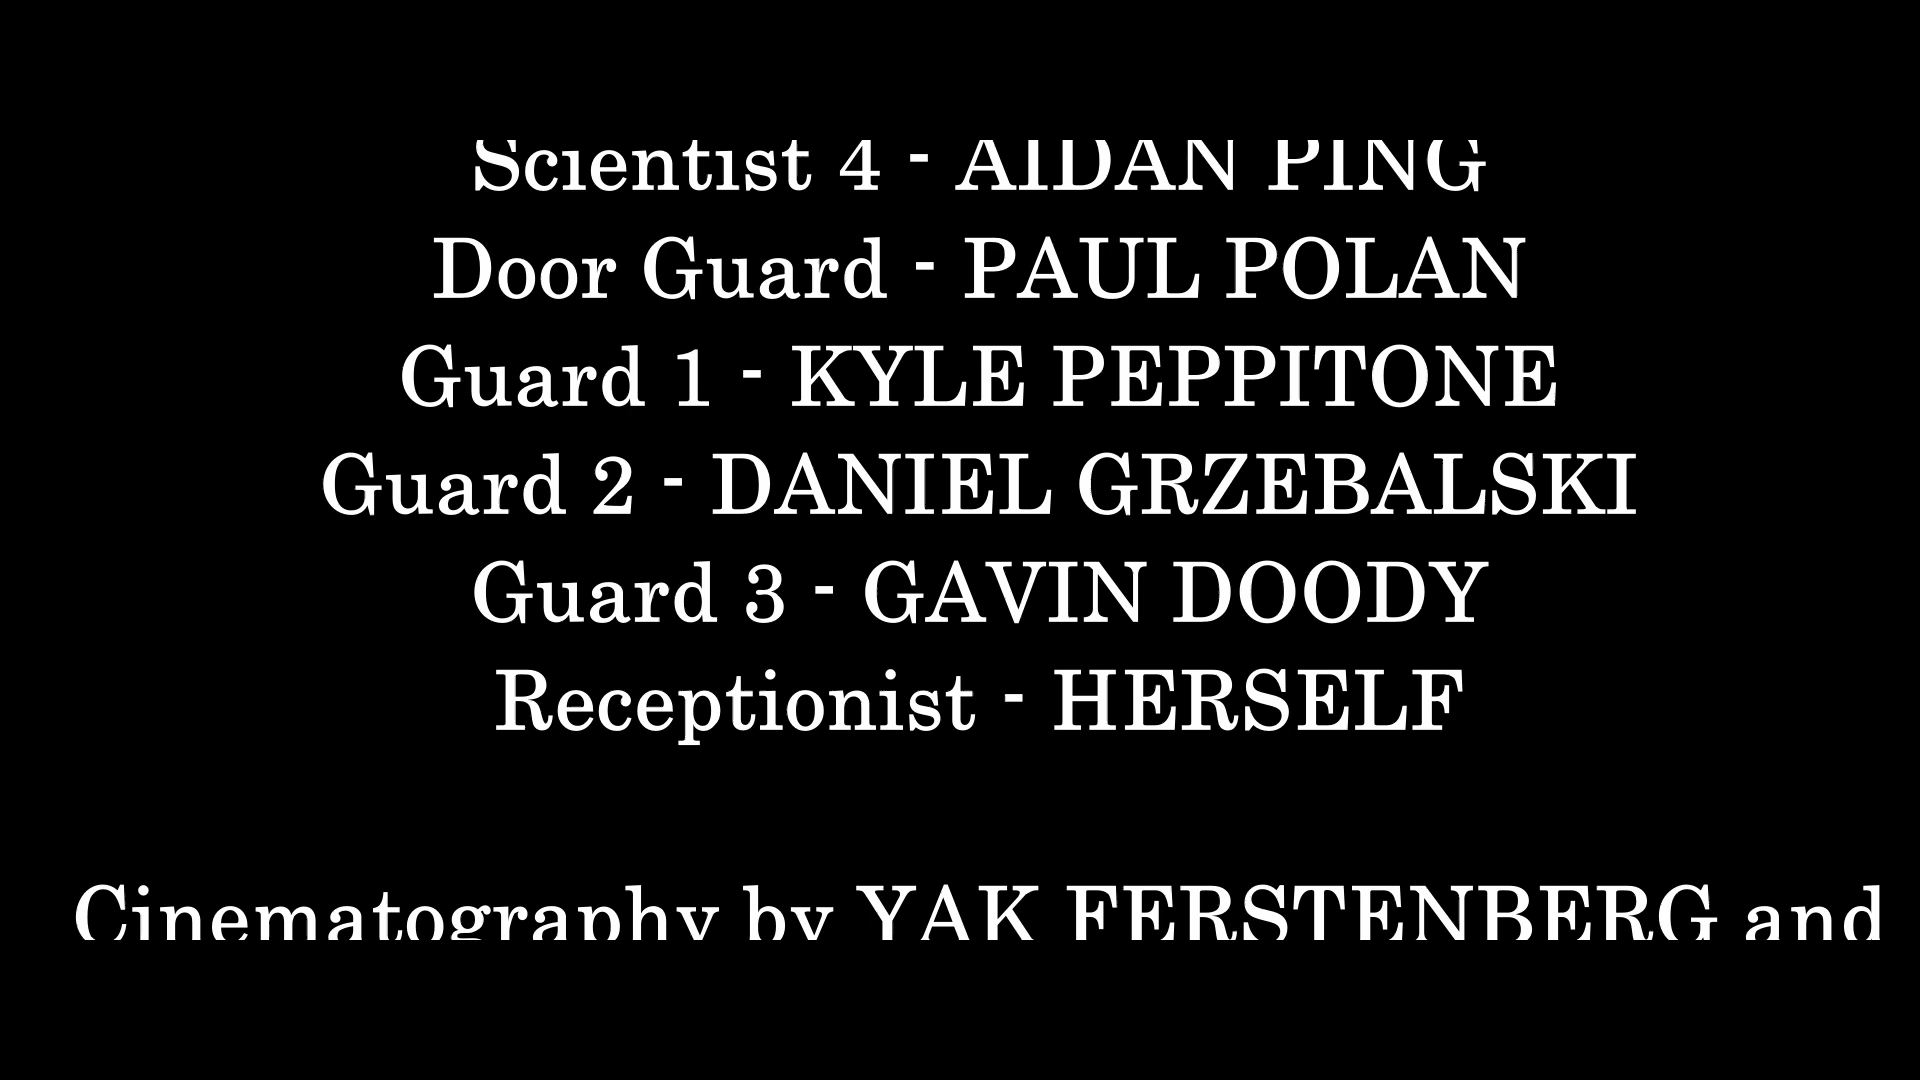 Scientist 4 - AIDAN PING
Door Guard - PAUL POLAN
Guard 1 - KYLE PEPPITONE
Guard 2 - DANIEL GRZEBALSKI
Guard 3 - GAVIN DOODY
Receptionist - HERSELF
Cinematography by YAK FERSTENBERG and